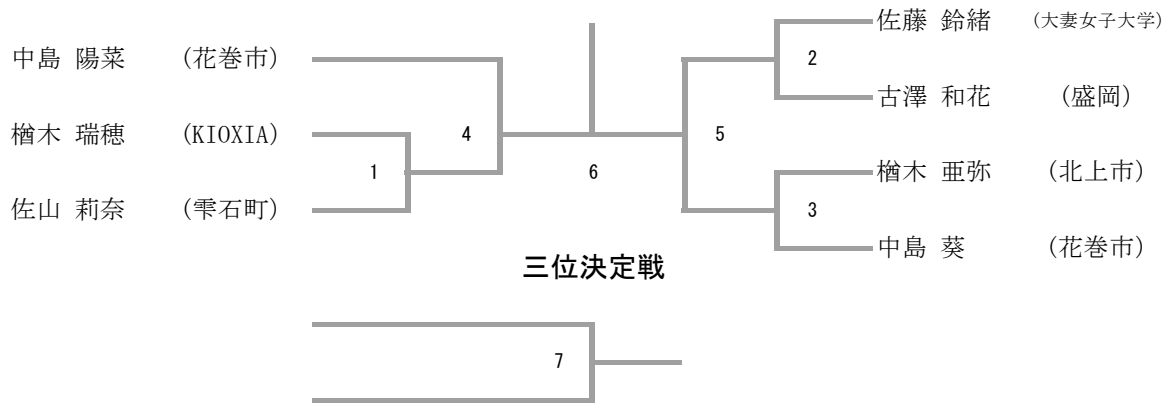 佐藤 鈴緒 (大妻女子大学)
中島 陽菜 (花巻市) 2
古澤 和花 (盛岡)
楢木 瑞穂 (KIOXIA) 4 5
1 6 楢木 亜弥 (北上市)
佐山 莉奈 (雫石町) 3
中島 葵 (花巻市)
三位決定戦
7